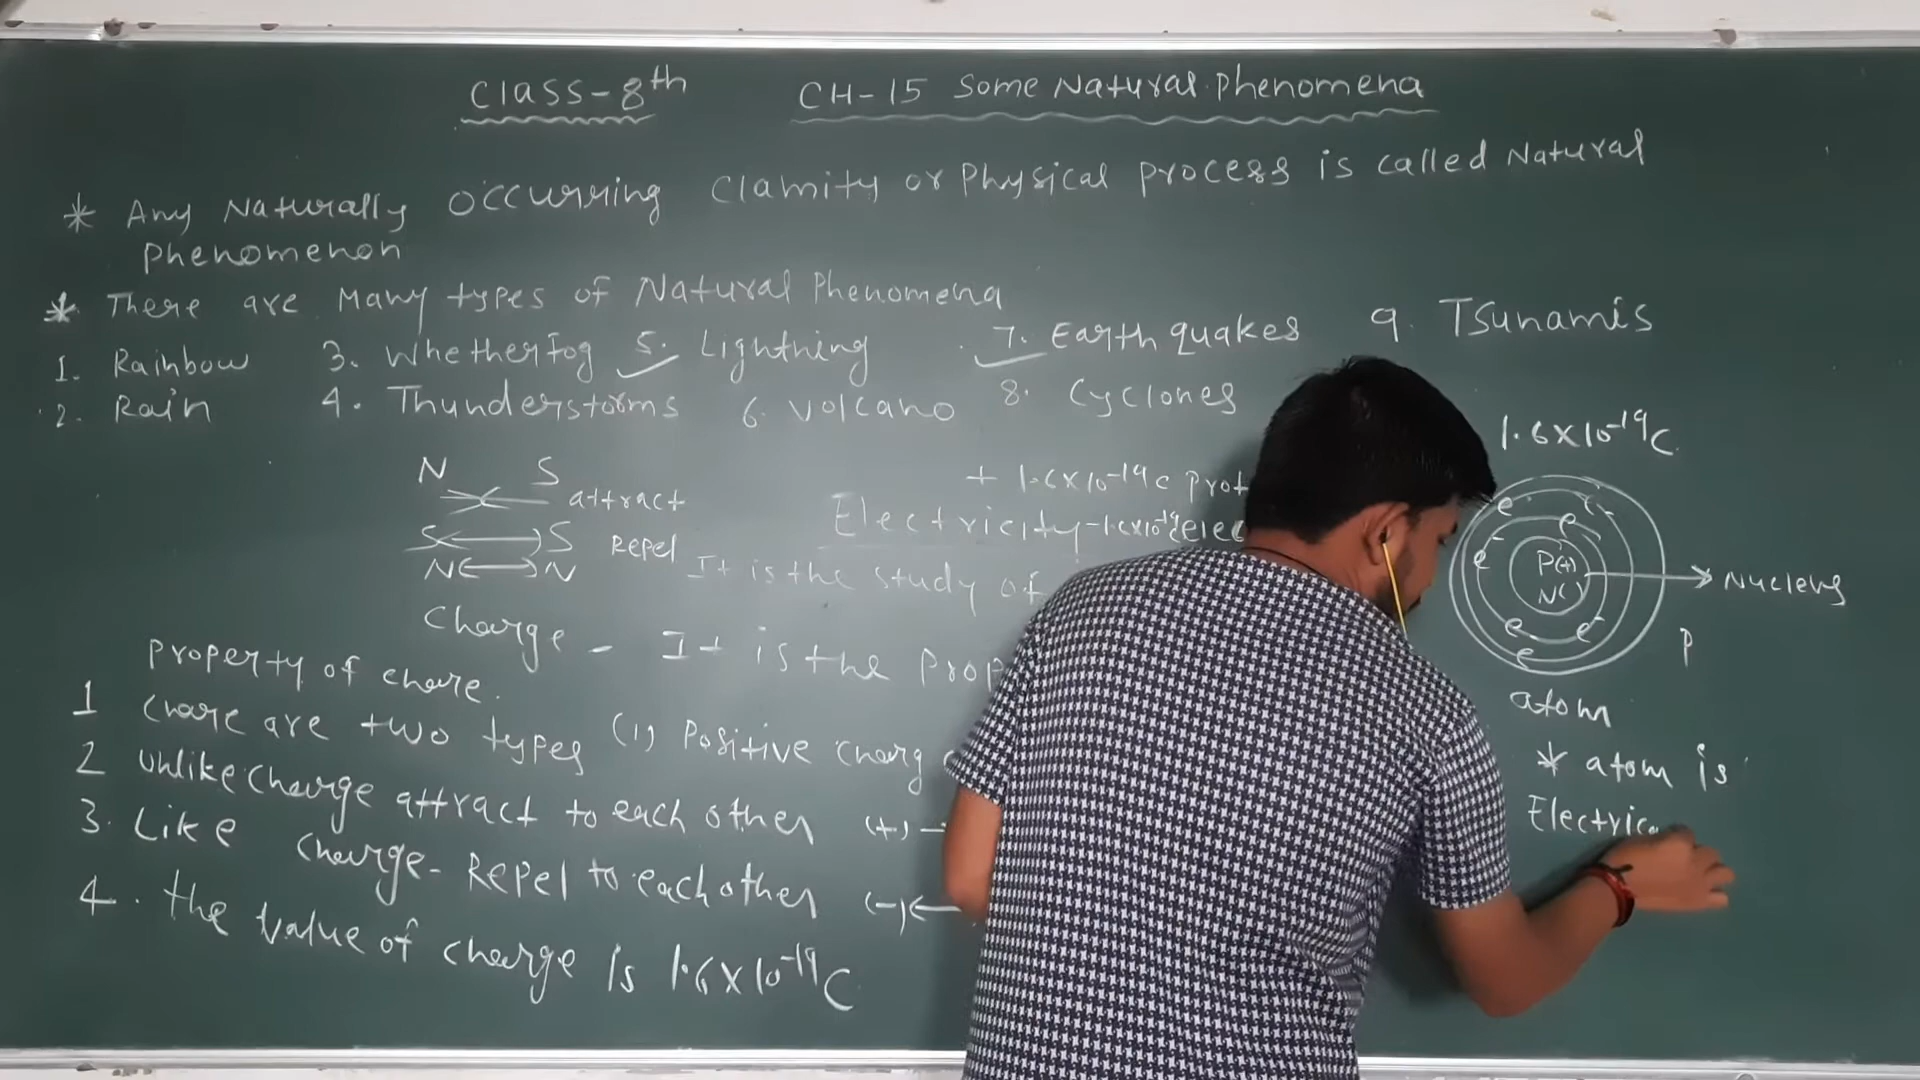 Class-8th CH-15 Some Natural Phenomena
* Any Naturally occurring Clamity or Physical process is called Natural
Phenomenon
* There are Many types of Natural Phenomena
1. Rainbow 3. Whether Fog 5. Lightning 7. Earth quakes 9. Tsunamis
2. Rain 4. Thunderstorms 6. Volcano 8. Cyclones
N S attract
S S Repel
N N
+ 1.6x10-19c Prot
Electricity -1.6x10-19c elec
It is the study of
Charge - It is the Prop
Property of chare.
1 Chare are two types (1) Positive charg
2 Unlike Charge attract to each other (+) -
3. Like Charge - Repel to each other (-)
4. the value of charge is 1.6x10-19C
1.6x10-19C
e- e-
e- e-
P(+)
N( )
e- e-
e-
Nucleus
P
atom
* atom is
Electrica